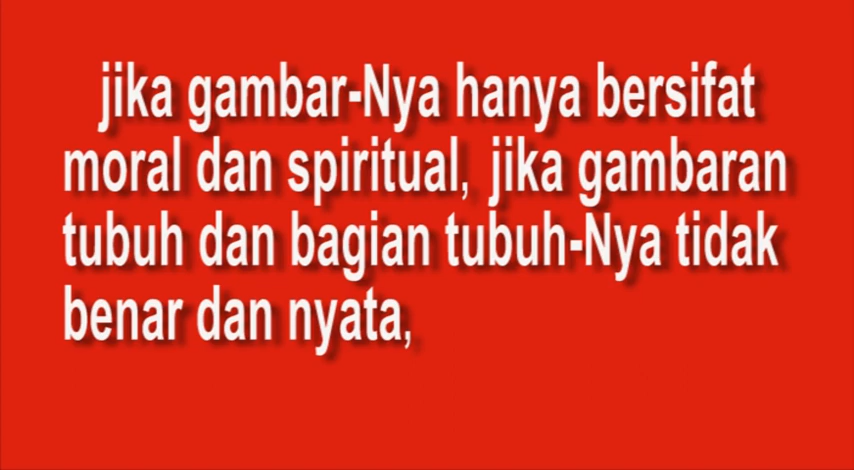 jika gambar-Nya hanya bersifat
moral dan spiritual, jika gambaran
tubuh dan bagian tubuh-Nya tidak
benar dan nyata,